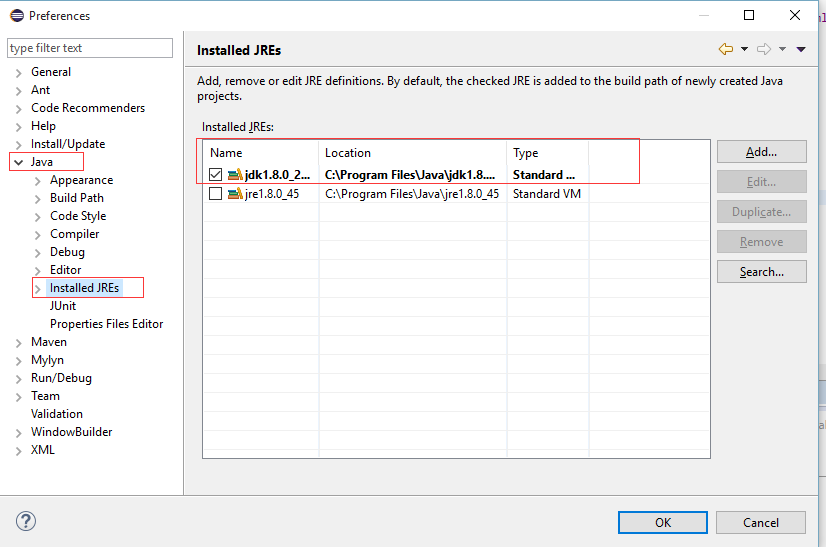 Preferences
type filter text
General
Ant
Code Recommenders
Help
Install/Update
Java
Appearance
Build Path
Code Style
Compiler
Debug
Editor
Installed JREs
JUnit
Properties Files Editor
Maven
Mylyn
Run/Debug
Team
Validation
WindowBuilder
XML
Installed JREs
Add, remove or edit JRE definitions. By default, the checked JRE is added to the build path of newly created Java
projects.
Installed JREs:
Name Location Type
jdk1.8.0_2... C:\Program Files\Java\jdk1.8.... Standard ...
jre1.8.0_45 C:\Program Files\Java\jre1.8.0_45 Standard VM
Add...
Edit...
Duplicate...
Remove
Search...
OK Cancel